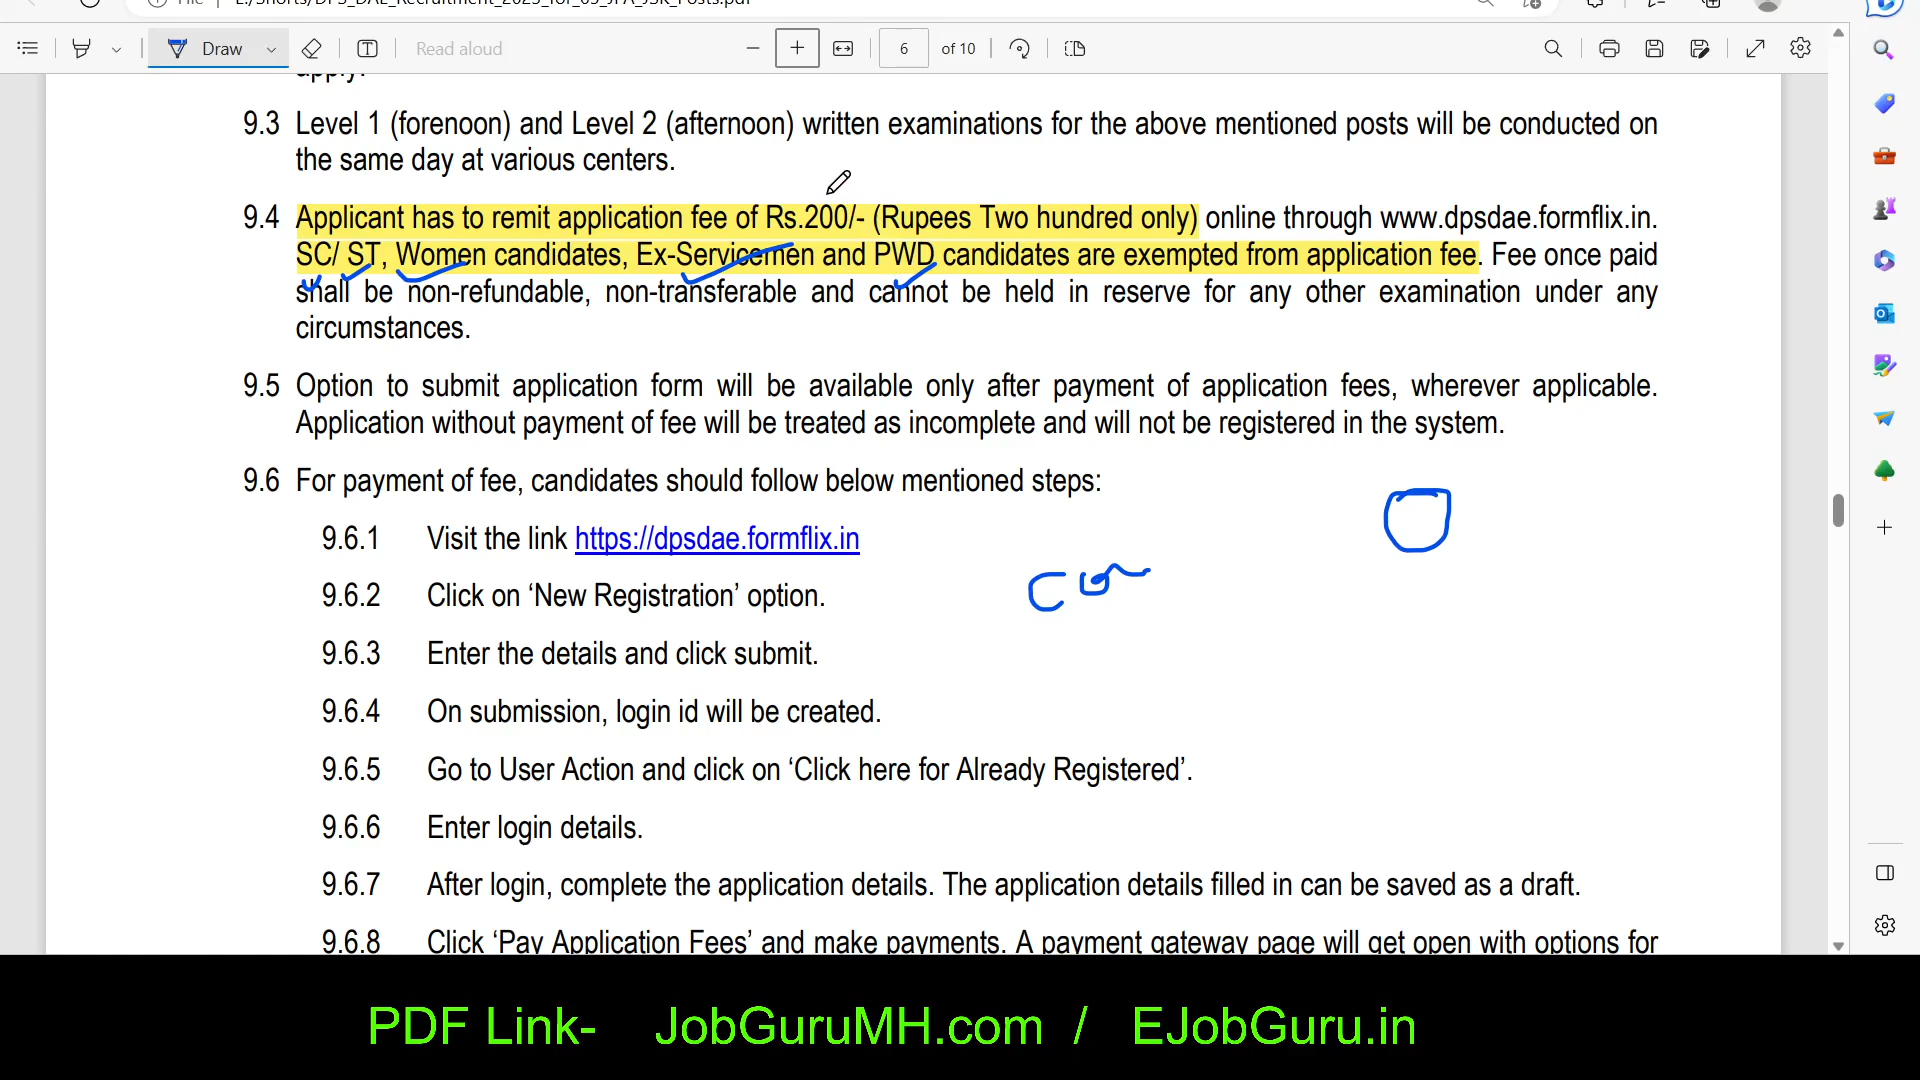 Draw
Read aloud
6 of 10
apply.
9.3 Level 1 (forenoon) and Level 2 (afternoon) written examinations for the above mentioned posts will be conducted on
the same day at various centers.
9.4 Applicant has to remit application fee of Rs.200/- (Rupees Two hundred only) online through www.dpsdae.formflix.in.
SC/ ST, Women candidates, Ex-Servicemen and PWD candidates are exempted from application fee. Fee once paid
shall be non-refundable, non-transferable and cannot be held in reserve for any other examination under any
circumstances.
9.5 Option to submit application form will be available only after payment of application fees, wherever applicable.
Application without payment of fee will be treated as incomplete and will not be registered in the system.
9.6 For payment of fee, candidates should follow below mentioned steps:
9.6.1 Visit the link https://dpsdae.formflix.in
9.6.2 Click on ‘New Registration’ option.
9.6.3 Enter the details and click submit.
9.6.4 On submission, login id will be created.
9.6.5 Go to User Action and click on ‘Click here for Already Registered’.
9.6.6 Enter login details.
9.6.7 After login, complete the application details. The application details filled in can be saved as a draft.
9.6.8 Click ‘Pay Application Fees’ and make payments. A payment gateway page will get open with options for
PDF Link- JobGuruMH.com / EJobGuru.in